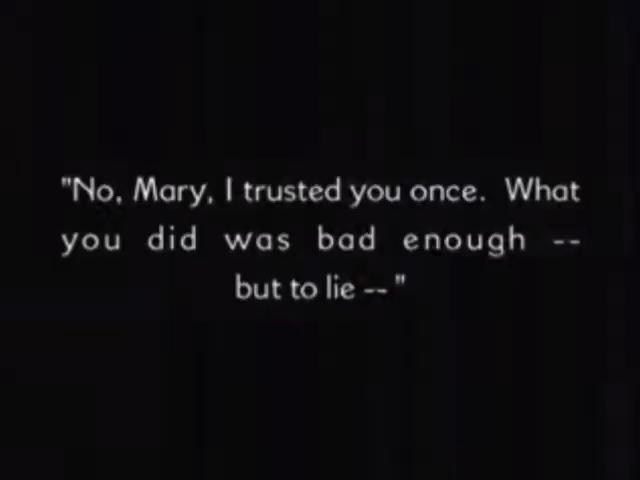 "No, Mary, I trusted you once. What
you did was bad enough --
but to lie -- "